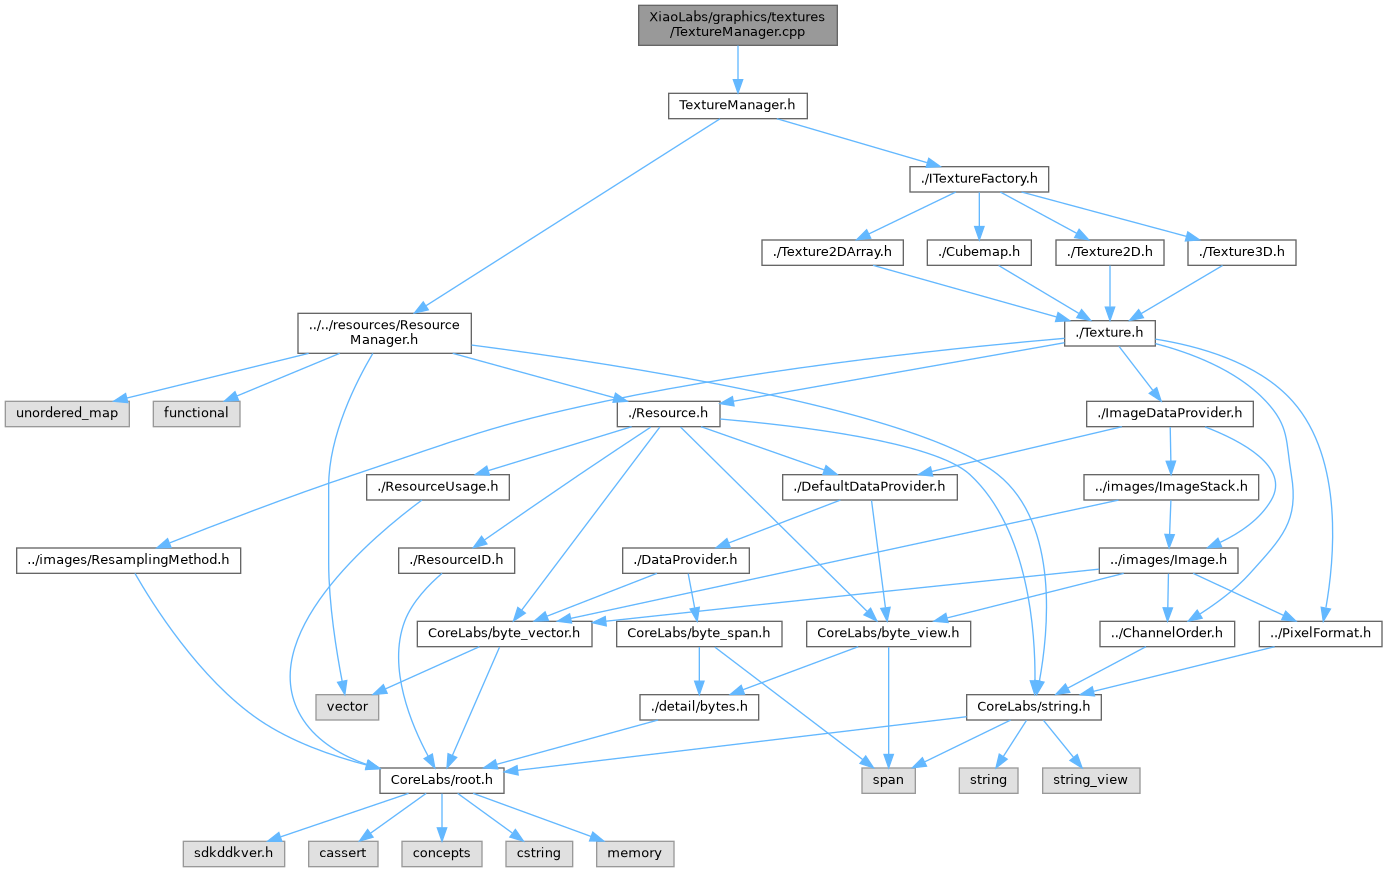 XiaoLabs/graphics/textures
/TextureManager.cpp
TextureManager.h
./ITextureFactory.h
./Texture2DArray.h
./Cubemap.h
./Texture2D.h
./Texture3D.h
../../resources/Resource
Manager.h
./Texture.h
unordered_map
functional
./Resource.h
./ImageDataProvider.h
./ResourceUsage.h
./DefaultDataProvider.h
../images/ImageStack.h
../images/ResamplingMethod.h
./ResourceID.h
./DataProvider.h
../images/Image.h
CoreLabs/byte_vector.h
CoreLabs/byte_span.h
CoreLabs/byte_view.h
../ChannelOrder.h
../PixelFormat.h
vector
./detail/bytes.h
CoreLabs/string.h
CoreLabs/root.h
span
string
string_view
sdkddkver.h
cassert
concepts
cstring
memory